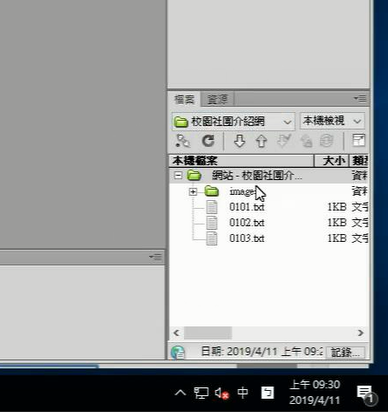 檔案 資源
校園社團介紹網 本機檢視
本機檔案 大小
網站 - 校園社團介... 資料
image 資料
0101.txt 1KB 文字
0102.txt 1KB 文字
0103.txt 1KB 文字
日期: 2019/4/11 上午 09:2 記錄...
中 上午 09:30
2019/4/11
1